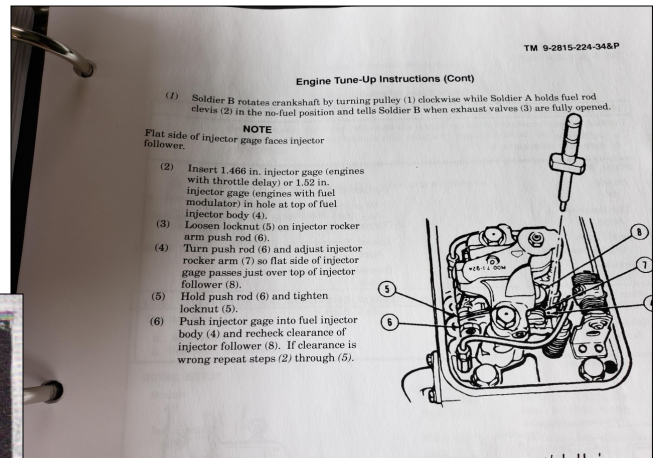 TM 9-2815-224-34&P
Engine Tune-Up Instructions (Cont)
(1) Soldier B rotates crankshaft by turning pulley (1) clockwise while Soldier A holds fuel rod
clevis (2) in the no-fuel position and tells Soldier B when exhaust valves (3) are fully opened.
NOTE
Flat side of injector gage faces injector
follower.
(2) Insert 1.466 in. injector gage (engines
with throttle delay) or 1.52 in.
injector gage (engines with fuel
modulator) in hole at top of fuel
injector body (4).
(3) Loosen locknut (5) on injector rocker
arm push rod (6).
(4) Turn push rod (6) and adjust injector
rocker arm (7) so flat side of injector
gage passes just over top of injector
follower (8).
(5) Hold push rod (6) and tighten
locknut (5).
(6) Push injector gage into fuel injector
body (4) and recheck clearance of
injector follower (8). If clearance is
wrong repeat steps (2) through (5).
8
7
5
6